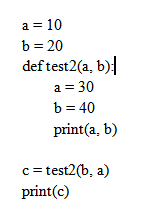 a = 10
b = 20
def test2(a, b):
a = 30
b = 40
print(a, b)
c = test2(b, a)
print(c)